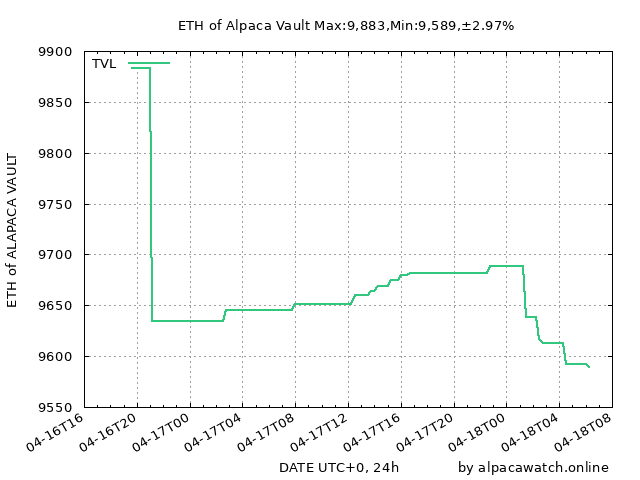 ETH of Alpaca Vault Max:9,883,Min:9,589,±2.97%
TVL
9900
9850
9800
9750
9700
9650
9600
9550
ETH of ALAPACA VAULT
04-16T16
04-16T20
04-17T00
04-17T04
04-17T08
04-17T12
04-17T16
04-17T20
04-18T00
04-18T04
04-18T08
DATE UTC+0, 24h
by alpacawatch.online